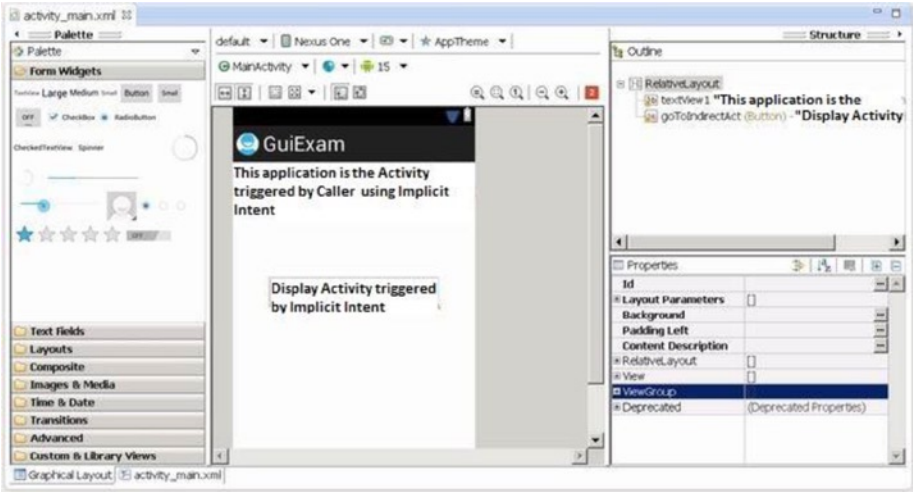 activity_main.xml
Palette
Palette
Form Widgets
TextView Large Medium Small Button Small
OFF CheckBox RadioButton
CheckedTextView Spinner
OFF
Text Fields
Layouts
Composite
Images & Media
Time & Date
Transitions
Advanced
Custom & Library Views
Graphical Layout activity_main.xml
default Nexus One AppTheme
MainActivity 15
2
GuiExam
This application is the Activity
triggered by Caller using Implicit
Intent
Display Activity triggered
by Implicit Intent
Structure
Outline
RelativeLayout
textView1 "This application is the
goToIndirectAct (Button) - "Display Activity
Properties
Id
Layout Parameters []
Background
Padding Left
Content Description
RelativeLayout []
View []
ViewGroup
Deprecated (Deprecated Properties)